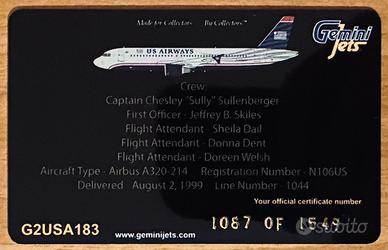 Made for Collectors By Collectors™
Gemini
Jets
US AIRWAYS
Crew:
Captain Chesley "Sully" Sullenberger
First Officer - Jeffrey B. Skiles
Flight Attendant - Sheila Dail
Flight Attendant - Donna Dent
Flight Attendant - Doreen Welsh
Aircraft Type - Airbus A320-214 Registration Number - N106US
Delivered - August 2, 1999 Line Number - 1044
Your official certificate number
1087 OF 1549
G2USA183
www.geminijets.com
subito